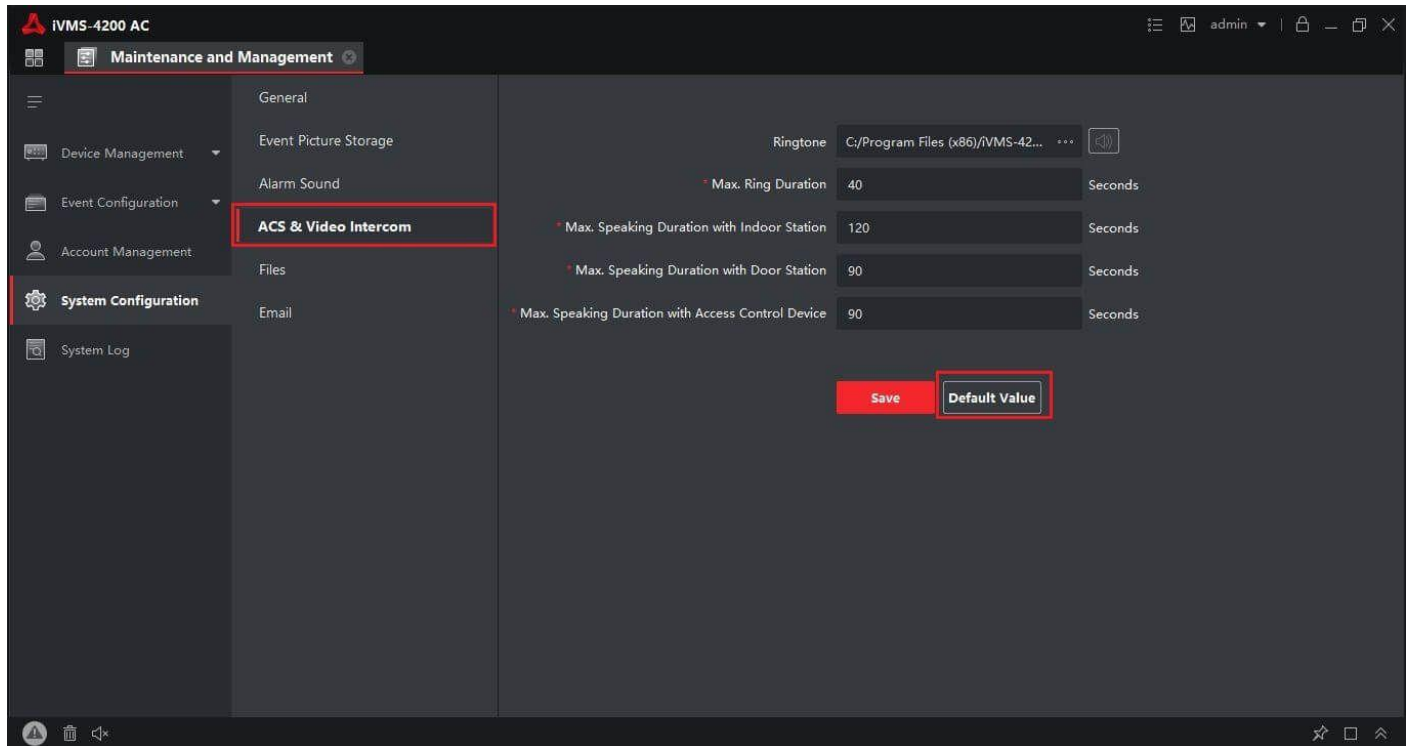 iVMS-4200 AC
admin
Maintenance and Management
Device Management
Event Configuration
Account Management
System Configuration
System Log
General
Event Picture Storage
Alarm Sound
ACS & Video Intercom
Files
Email
Ringtone C:/Program Files (x86)/iVMS-42... ...
* Max. Ring Duration 40 Seconds
* Max. Speaking Duration with Indoor Station 120 Seconds
* Max. Speaking Duration with Door Station 90 Seconds
* Max. Speaking Duration with Access Control Device 90 Seconds
Save Default Value